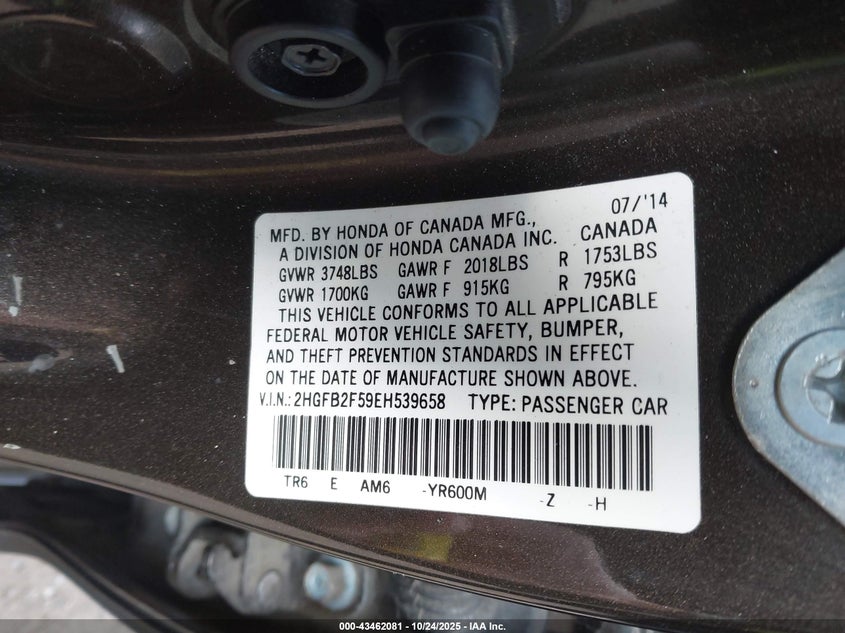 07/'14
MFD. BY HONDA OF CANADA MFG., CANADA
A DIVISION OF HONDA CANADA INC.
GVWR 3748LBS GAWR F 2018LBS R 1753LBS
GVWR 1700KG GAWR F 915KG R 795KG
THIS VEHICLE CONFORMS TO ALL APPLICABLE
FEDERAL MOTOR VEHICLE SAFETY, BUMPER,
AND THEFT PREVENTION STANDARDS IN EFFECT
ON THE DATE OF MANUFACTURE SHOWN ABOVE.
V.I.N.: 2HGFB2F59EH539658 TYPE: PASSENGER CAR
TR6 E AM6 -YR600M -Z -H
000-43462081 - 10/24/2025 - IAA Inc.